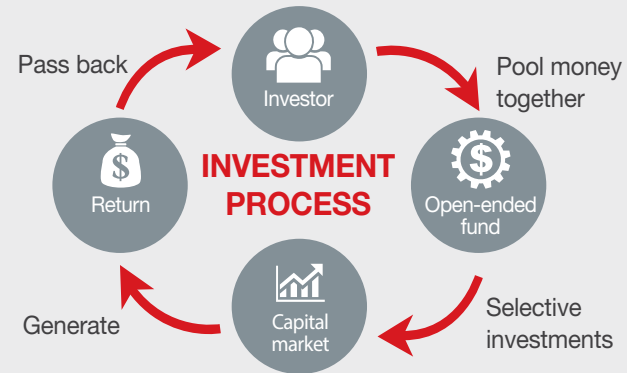 Pass back
Investor
Pool money
together
$
Return
INVESTMENT
PROCESS
$
Open-ended
fund
Generate
Capital
market
Selective
investments